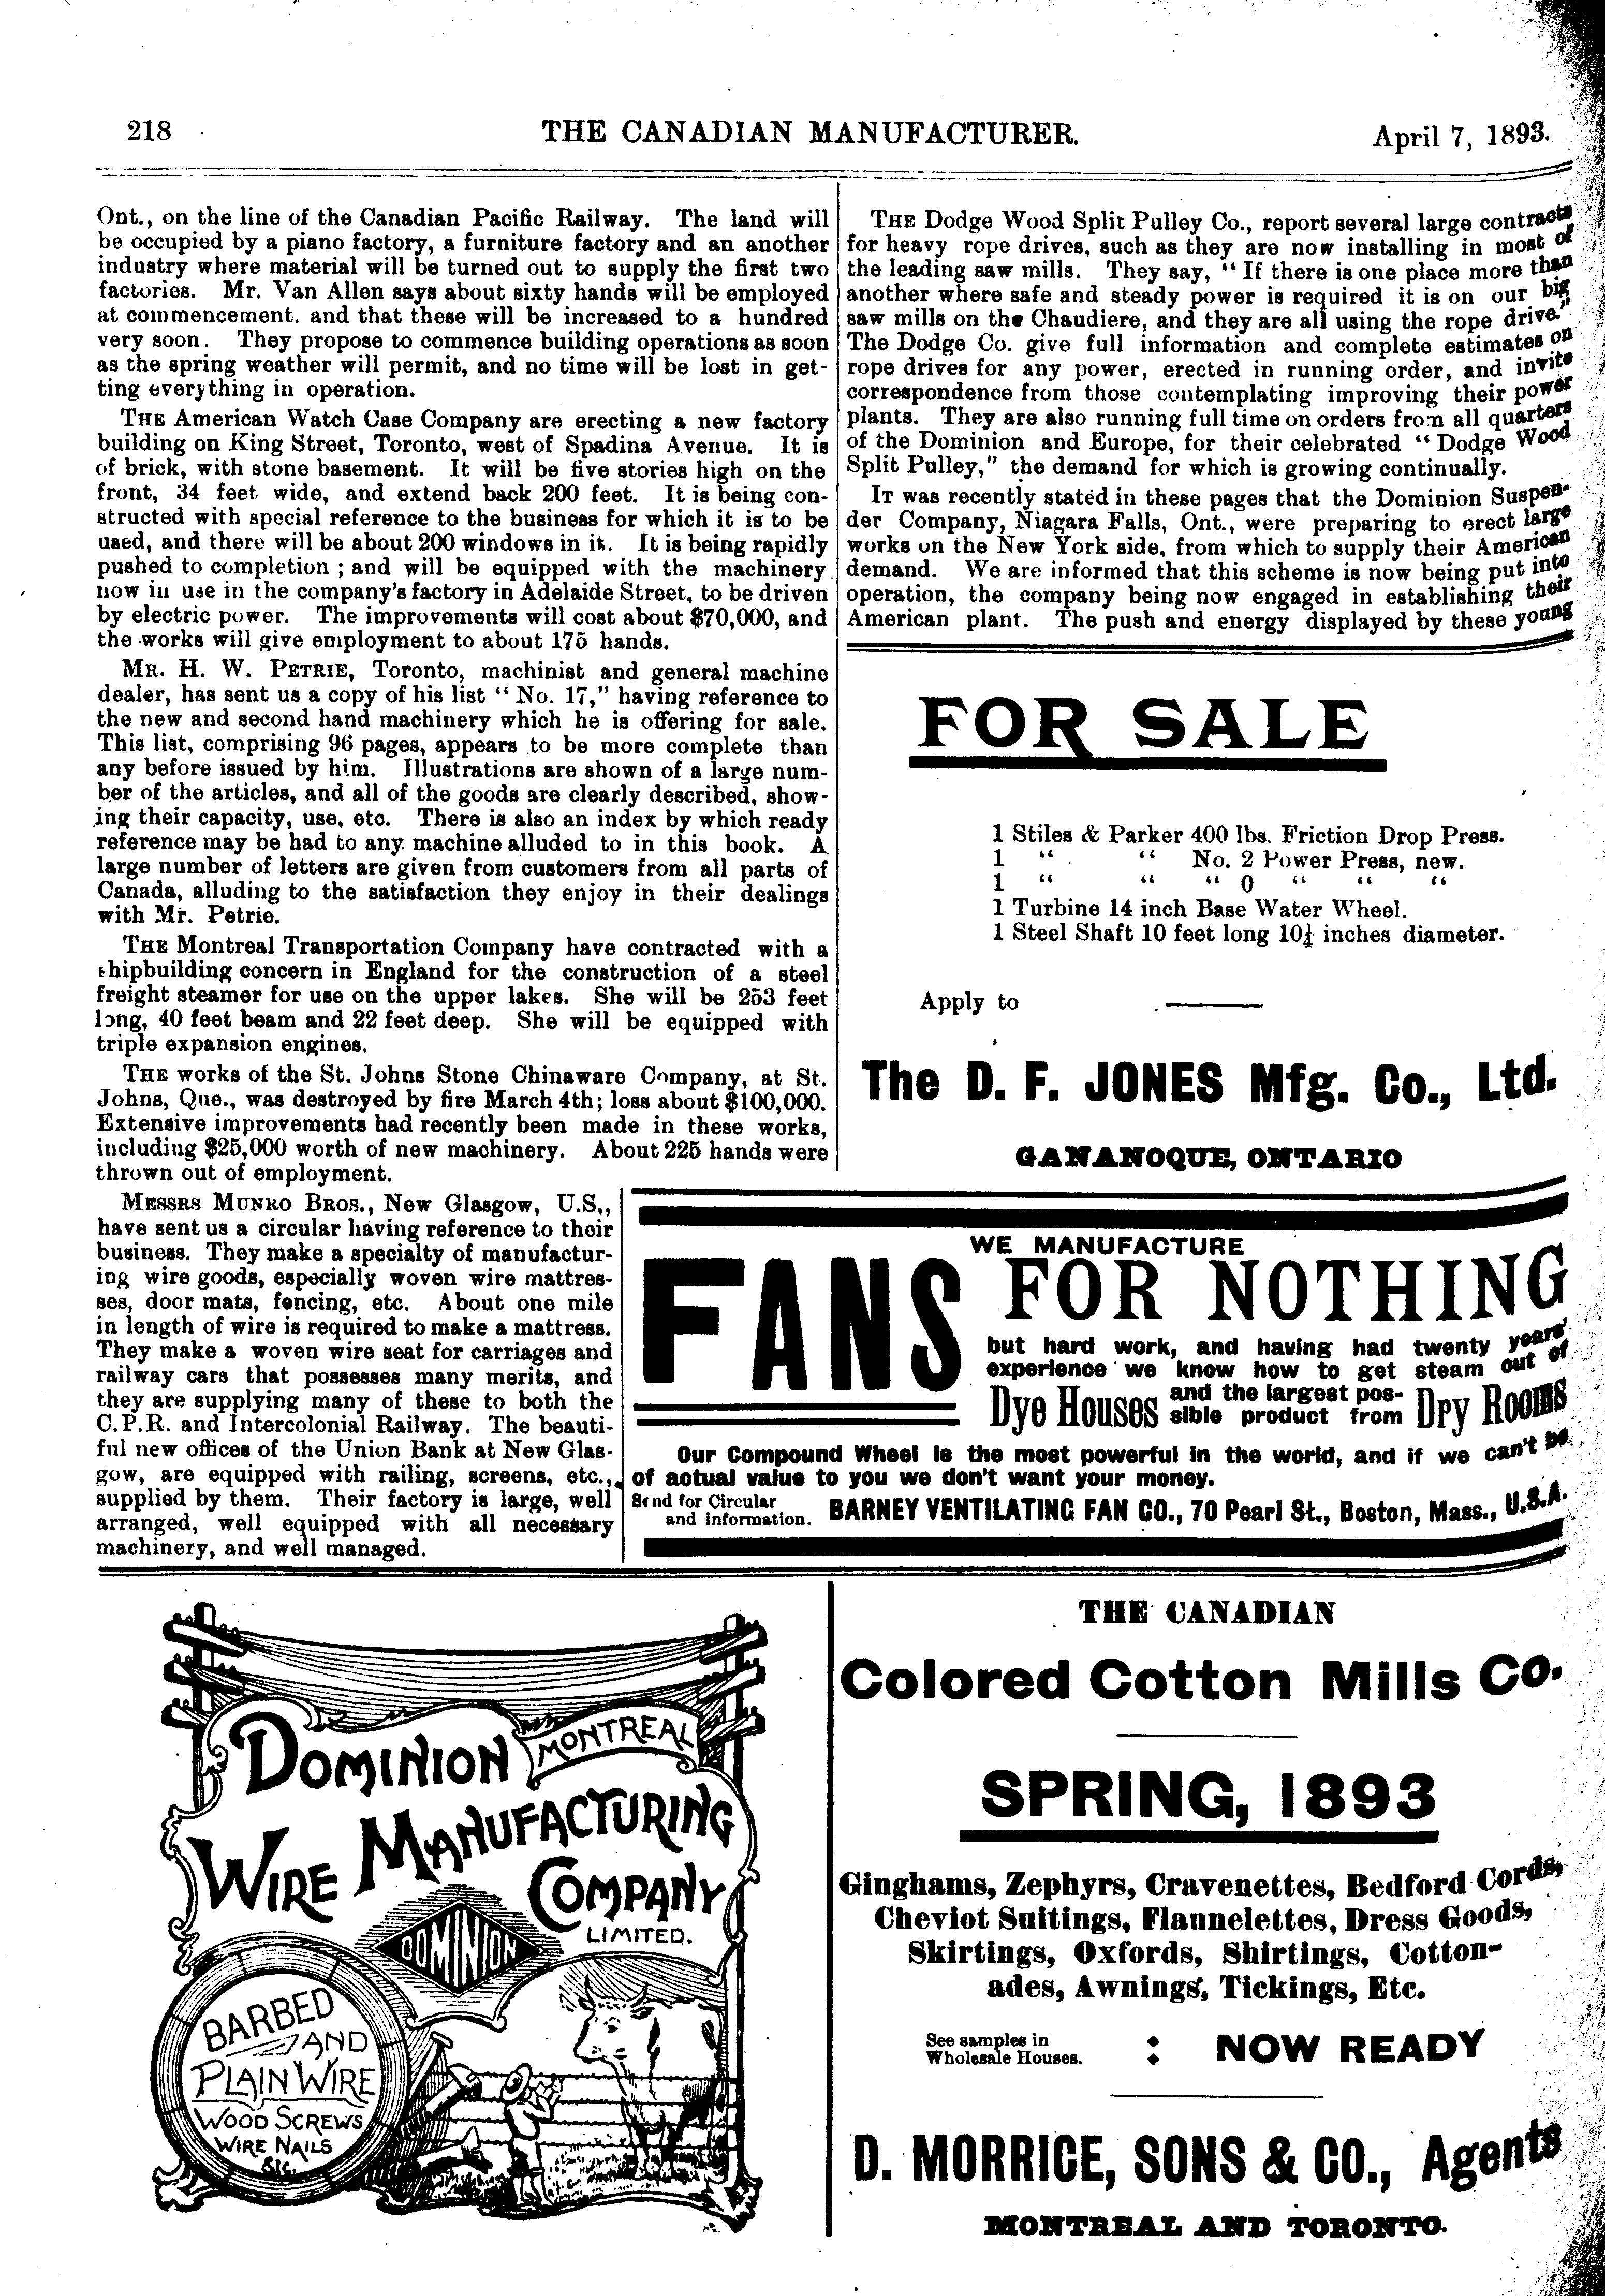 218
THE CANADIAN MANUFACTURER.
April 7, 1893.
Ont., on the line of the Canadian Pacific Railway. The land will
be occupied by a piano factory, a furniture factory and an another
industry where material will be turned out to supply the first two
factories. Mr. Van Allen says about sixty hands will be employed
at commencement. and that these will be increased to a hundred
very soon. They propose to commence building operations as soon
as the spring weather will permit, and no time will be lost in get-
ting everything in operation.
THE American Watch Case Company are erecting a new factory
building on King Street, Toronto, west of Spadina Avenue. It is
of brick, with stone basement. It will be five stories high on the
front, 34 feet wide, and extend back 200 feet. It is being con-
structed with special reference to the business for which it is to be
used, and there will be about 200 windows in it. It is being rapidly
pushed to completion ; and will be equipped with the machinery
now in use in the company's factory in Adelaide Street, to be driven
by electric power. The improvements will cost about $70,000, and
the works will give employment to about 175 hands.
MR. H. W. PETRIE, Toronto, machinist and general machine
dealer, has sent us a copy of his list "No. 17," having reference to
the new and second hand machinery which he is offering for sale.
This list, comprising 96 pages, appears to be more complete than
any before issued by him. Illustrations are shown of a large num-
ber of the articles, and all of the goods are clearly described, show-
ing their capacity, use, etc. There is also an index by which ready
reference may be had to any machine alluded to in this book. A
large number of letters are given from customers from all parts of
Canada, alluding to the satisfaction they enjoy in their dealings
with Mr. Petrie.
THE Montreal Transportation Company have contracted with a
shipbuilding concern in England for the construction of a steel
freight steamer for use on the upper lakes. She will be 253 feet
long, 40 feet beam and 22 feet deep. She will be equipped with
triple expansion engines.
THE works of the St. Johns Stone Chinaware Company, at St.
Johns, Que., was destroyed by fire March 4th; loss about $100,000.
Extensive improvements had recently been made in these works,
including $25,000 worth of new machinery. About 225 hands were
thrown out of employment.
MESSRS MUNRO BROS., New Glasgow, U.S,,
have sent us a circular having reference to their
business. They make a specialty of manufactur-
ing wire goods, especially woven wire mattres-
ses, door mats, fencing, etc. About one mile
in length of wire is required to make a mattress.
They make a woven wire seat for carriages and
railway cars that possesses many merits, and
they are supplying many of these to both the
C.P.R. and Intercolonial Railway. The beauti-
ful new offices of the Union Bank at New Glas-
gow, are equipped with railing, screens, etc.,
supplied by them. Their factory is large, well
arranged, well equipped with all necessary
machinery, and well managed.
THE Dodge Wood Split Pulley Co., report several large contracts
for heavy rope drives, such as they are now installing in most of
the leading saw mills. They say, "If there is one place more than
another where safe and steady power is required it is on our big
saw mills on the Chaudiere, and they are all using the rope drive."
The Dodge Co. give full information and complete estimates on
rope drives for any power, erected in running order, and invite
correspondence from those contemplating improving their power
plants. They are also running full time on orders from all quarters
of the Dominion and Europe, for their celebrated "Dodge Wood
Split Pulley," the demand for which is growing continually.
IT was recently stated in these pages that the Dominion Suspen-
der Company, Niagara Falls, Ont., were preparing to erect large
works on the New York side, from which to supply their American
demand. We are informed that this scheme is now being put into
operation, the company being now engaged in establishing their
American plant. The push and energy displayed by these young
FOR SALE
1 Stiles & Parker 400 lbs. Friction Drop Press.
1 " " No. 2 Power Press, new.
1 " " " 0 " " "
1 Turbine 14 inch Base Water Wheel.
1 Steel Shaft 10 feet long 10¼ inches diameter.
Apply to
The D. F. JONES Mfg. Co., Ltd.
GANANOQUE, ONTARIO
WE MANUFACTURE
FANS FOR NOTHING
but hard work, and having had twenty years'
experience we know how to get steam out of
Dye Houses and the largest pos-
sible product from Dry Rooms
Our Compound Wheel is the most powerful in the world, and if we can't be
of actual value to you we don't want your money.
Send for Circular
and information.
BARNEY VENTILATING FAN CO., 70 Pearl St., Boston, Mass., U.S.A.
DOMINION
MONTREAL
WIRE MANUFACTURING
COMPANY
LIMITED.
DOMINION
BARBED
AND
PLAIN WIRE
WOOD SCREWS
WIRE NAILS
&c.
THE CANADIAN
Colored Cotton Mills Co.
SPRING, 1893
Ginghams, Zephyrs, Cravenettes, Bedford Cords,
Cheviot Suitings, Flannelettes, Dress Goods,
Skirtings, Oxfords, Shirtings, Cotton-
ades, Awnings, Tickings, Etc.
See samples in
Wholesale Houses.
NOW READY
D. MORRICE, SONS & CO., Agents
MONTREAL AND TORONTO.